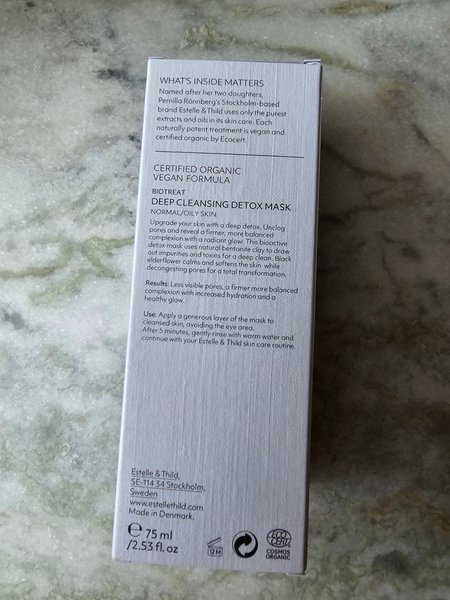 WHAT'S INSIDE MATTERS
Named after her two daughters,
Pernilla Rönnberg's Stockholm-based
brand Estelle & Thild uses only the purest
extracts and oils in its skin care. Each
naturally potent treatment is vegan and
certified organic by Ecocert.
CERTIFIED ORGANIC
VEGAN FORMULA
BIOTREAT
DEEP CLEANSING DETOX MASK
NORMAL/OILY SKIN
Upgrade your skin with a deep detox. Unclog
pores and reveal a firmer, more balanced
complexion with a radiant glow. This bioactive
detox mask uses natural bentonite clay to draw
out impurities and toxins for a deep clean. Black
elderflower calms and softens the skin while
decongesting pores for a total transformation.
Results: Less visible pores, a firmer more balanced
complexion with increased hydration and a
healthy glow.
Use: Apply a generous layer of the mask to
cleansed skin, avoiding the eye area.
After 5 minutes, gently rinse with warm water and
continue with your Estelle & Thild skin care routine
Estelle & Thild,
SE-114 34 Stockholm,
Sweden
www.estellethild.com
Made in Denmark.
℮ 75 ml
/2.53 fl. oz
12 M
ECO
CERT
COSMOS
ORGANIC